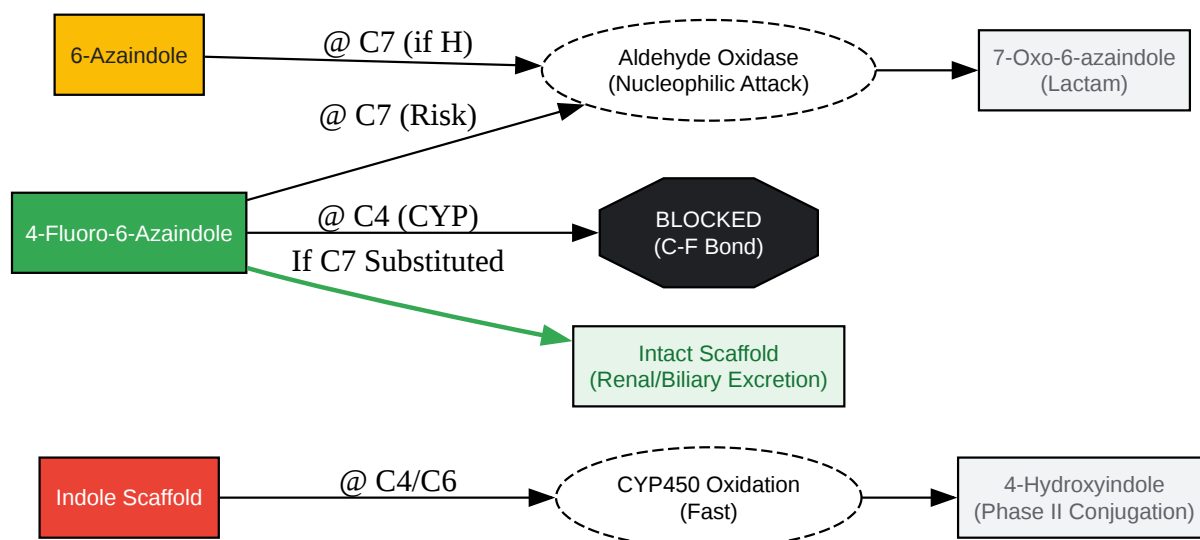 6-Azaindole
@ C7 (if H)
Aldehyde Oxidase
(Nucleophilic Attack)
7-Oxo-6-azaindole
(Lactam)
@ C7 (Risk)
4-Fluoro-6-Azaindole
@ C4 (CYP)
BLOCKED
(C-F Bond)
If C7 Substituted
Intact Scaffold
(Renal/Biliary Excretion)
Indole Scaffold
@ C4/C6
CYP450 Oxidation
(Fast)
4-Hydroxyindole
(Phase II Conjugation)